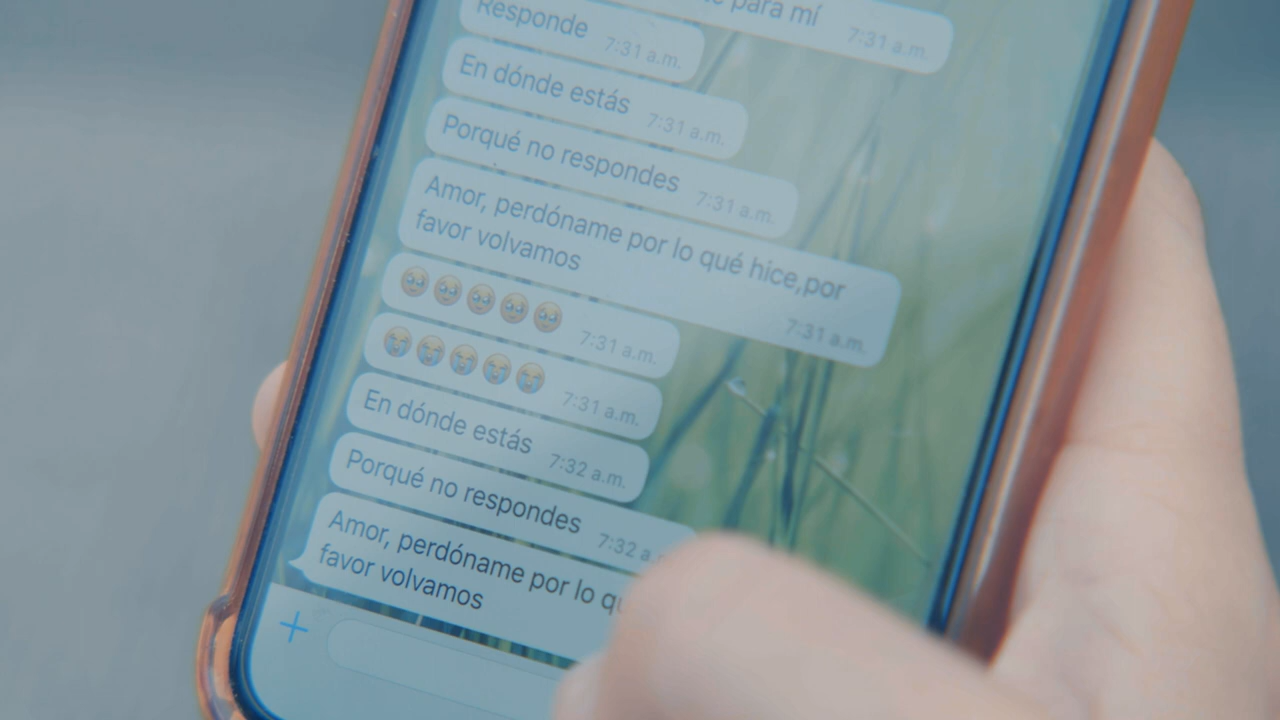 para mí 7:31 a.m.
Responde 7:31 a.m.
En dónde estás 7:31 a.m.
Porqué no respondes 7:31 a.m.
Amor, perdóname por lo qué hice,por
favor volvamos
7:31 a.m.
🥹🥹🥹🥹🥹 7:31 a.m.
😭😭😭😭😭 7:31 a.m.
En dónde estás 7:32 a.m.
Porqué no respondes 7:32 a.
Amor, perdóname por lo
favor volvamos